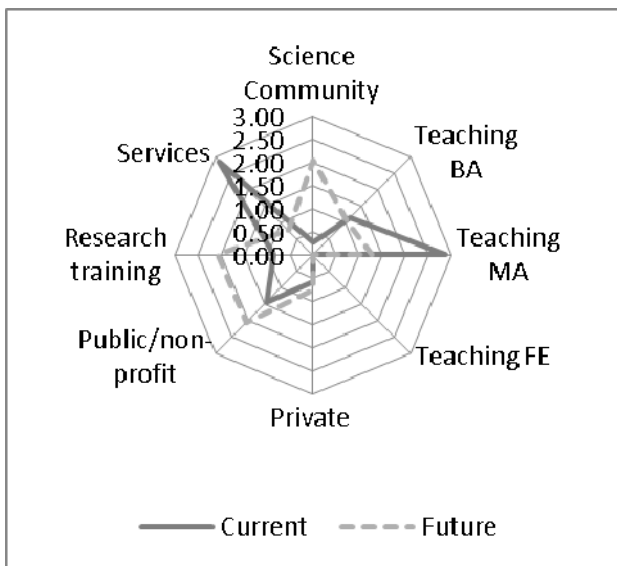 Science
Community
3.00
2.50
2.00
1.50
1.00
0.50
0.00
Teaching
BA
Teaching
MA
Teaching FE
Private
Public/non-
profit
Research
training
Services
Current
Future